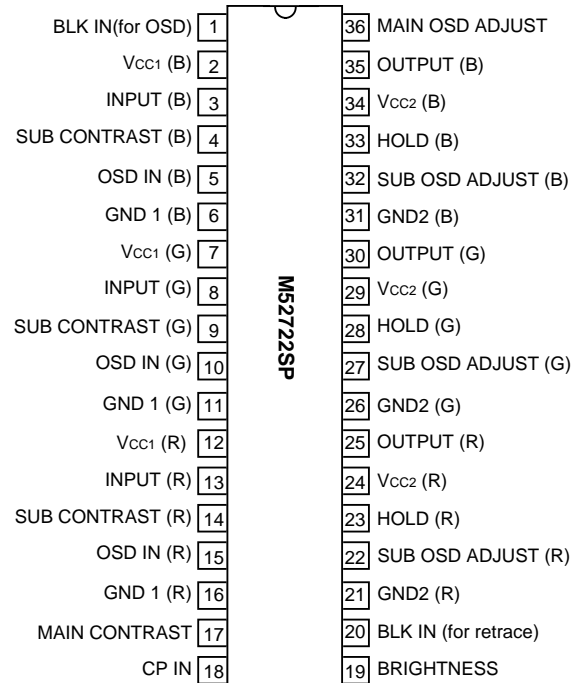 BLK IN(for OSD) 1 36 MAIN OSD ADJUST
VCC1 (B) 2 35 OUTPUT (B)
INPUT (B) 3 34 VCC2 (B)
SUB CONTRAST (B) 4 33 HOLD (B)
OSD IN (B) 5 32 SUB OSD ADJUST (B)
GND 1 (B) 6 31 GND2 (B)
VCC1 (G) 7 30 OUTPUT (G)
INPUT (G) 8 29 VCC2 (G)
SUB CONTRAST (G) 9 28 HOLD (G)
OSD IN (G) 10 27 SUB OSD ADJUST (G)
GND 1 (G) 11 26 GND2 (G)
VCC1 (R) 12 25 OUTPUT (R)
INPUT (R) 13 24 VCC2 (R)
SUB CONTRAST (R) 14 23 HOLD (R)
OSD IN (R) 15 22 SUB OSD ADJUST (R)
GND 1 (R) 16 21 GND2 (R)
MAIN CONTRAST 17 20 BLK IN (for retrace)
CP IN 18 19 BRIGHTNESS
M52722SP